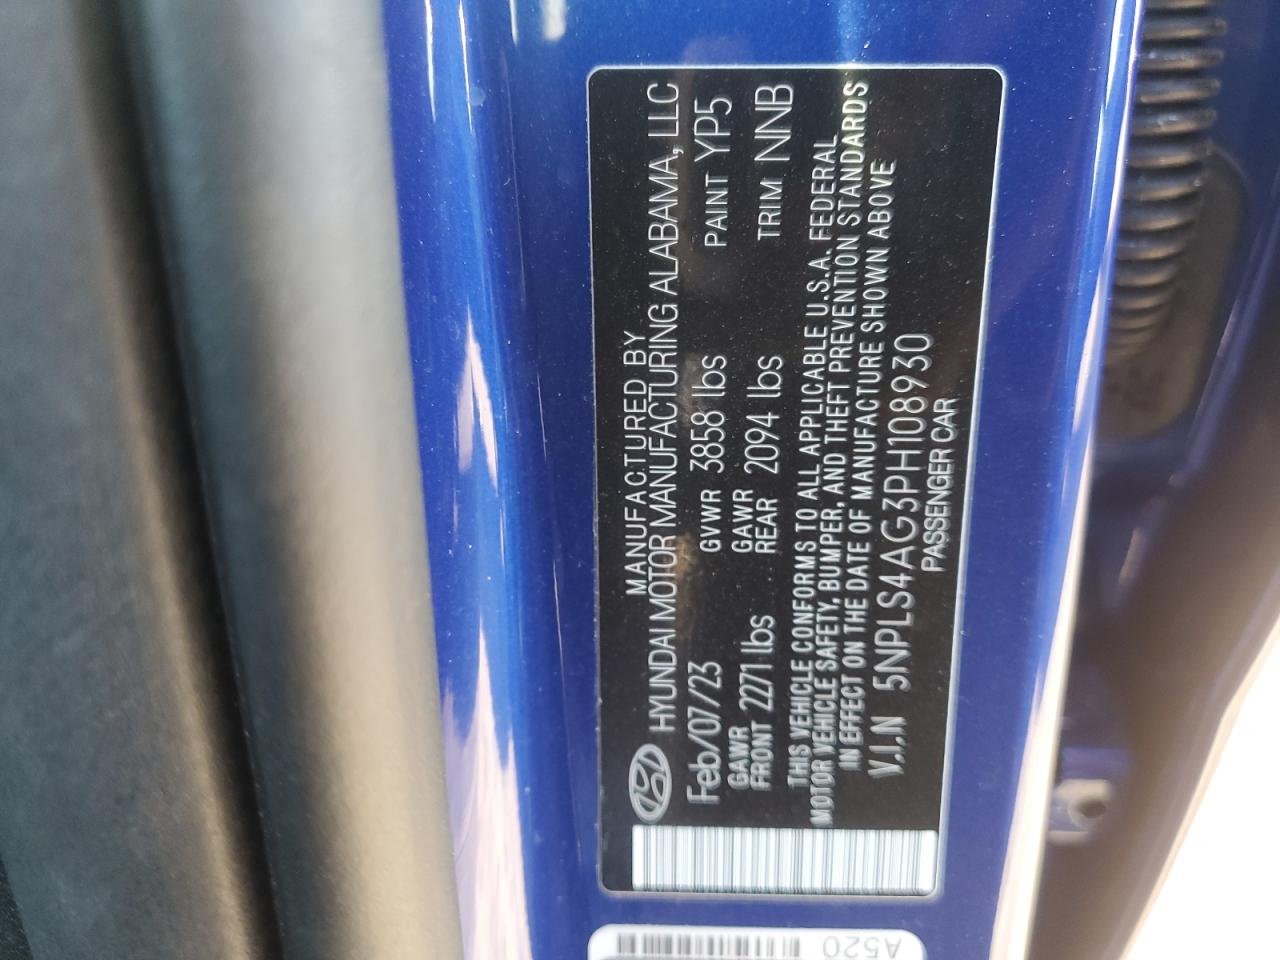 MANUFACTURED BY
HYUNDAI MOTOR MANUFACTURING ALABAMA, LLC
Feb/07/23 GVWR 3858 lbs PAINT YP5
GAWR FRONT 2271 lbs GAWR REAR 2094 lbs TRIM NNB
THIS VEHICLE CONFORMS TO ALL APPLICABLE U.S.A. FEDERAL
MOTOR VEHICLE SAFETY, BUMPER, AND THEFT PREVENTION STANDARDS
IN EFFECT ON THE DATE OF MANUFACTURE SHOWN ABOVE
V.I.N 5NPLS4AG3PH108930
PASSENGER CAR
A520